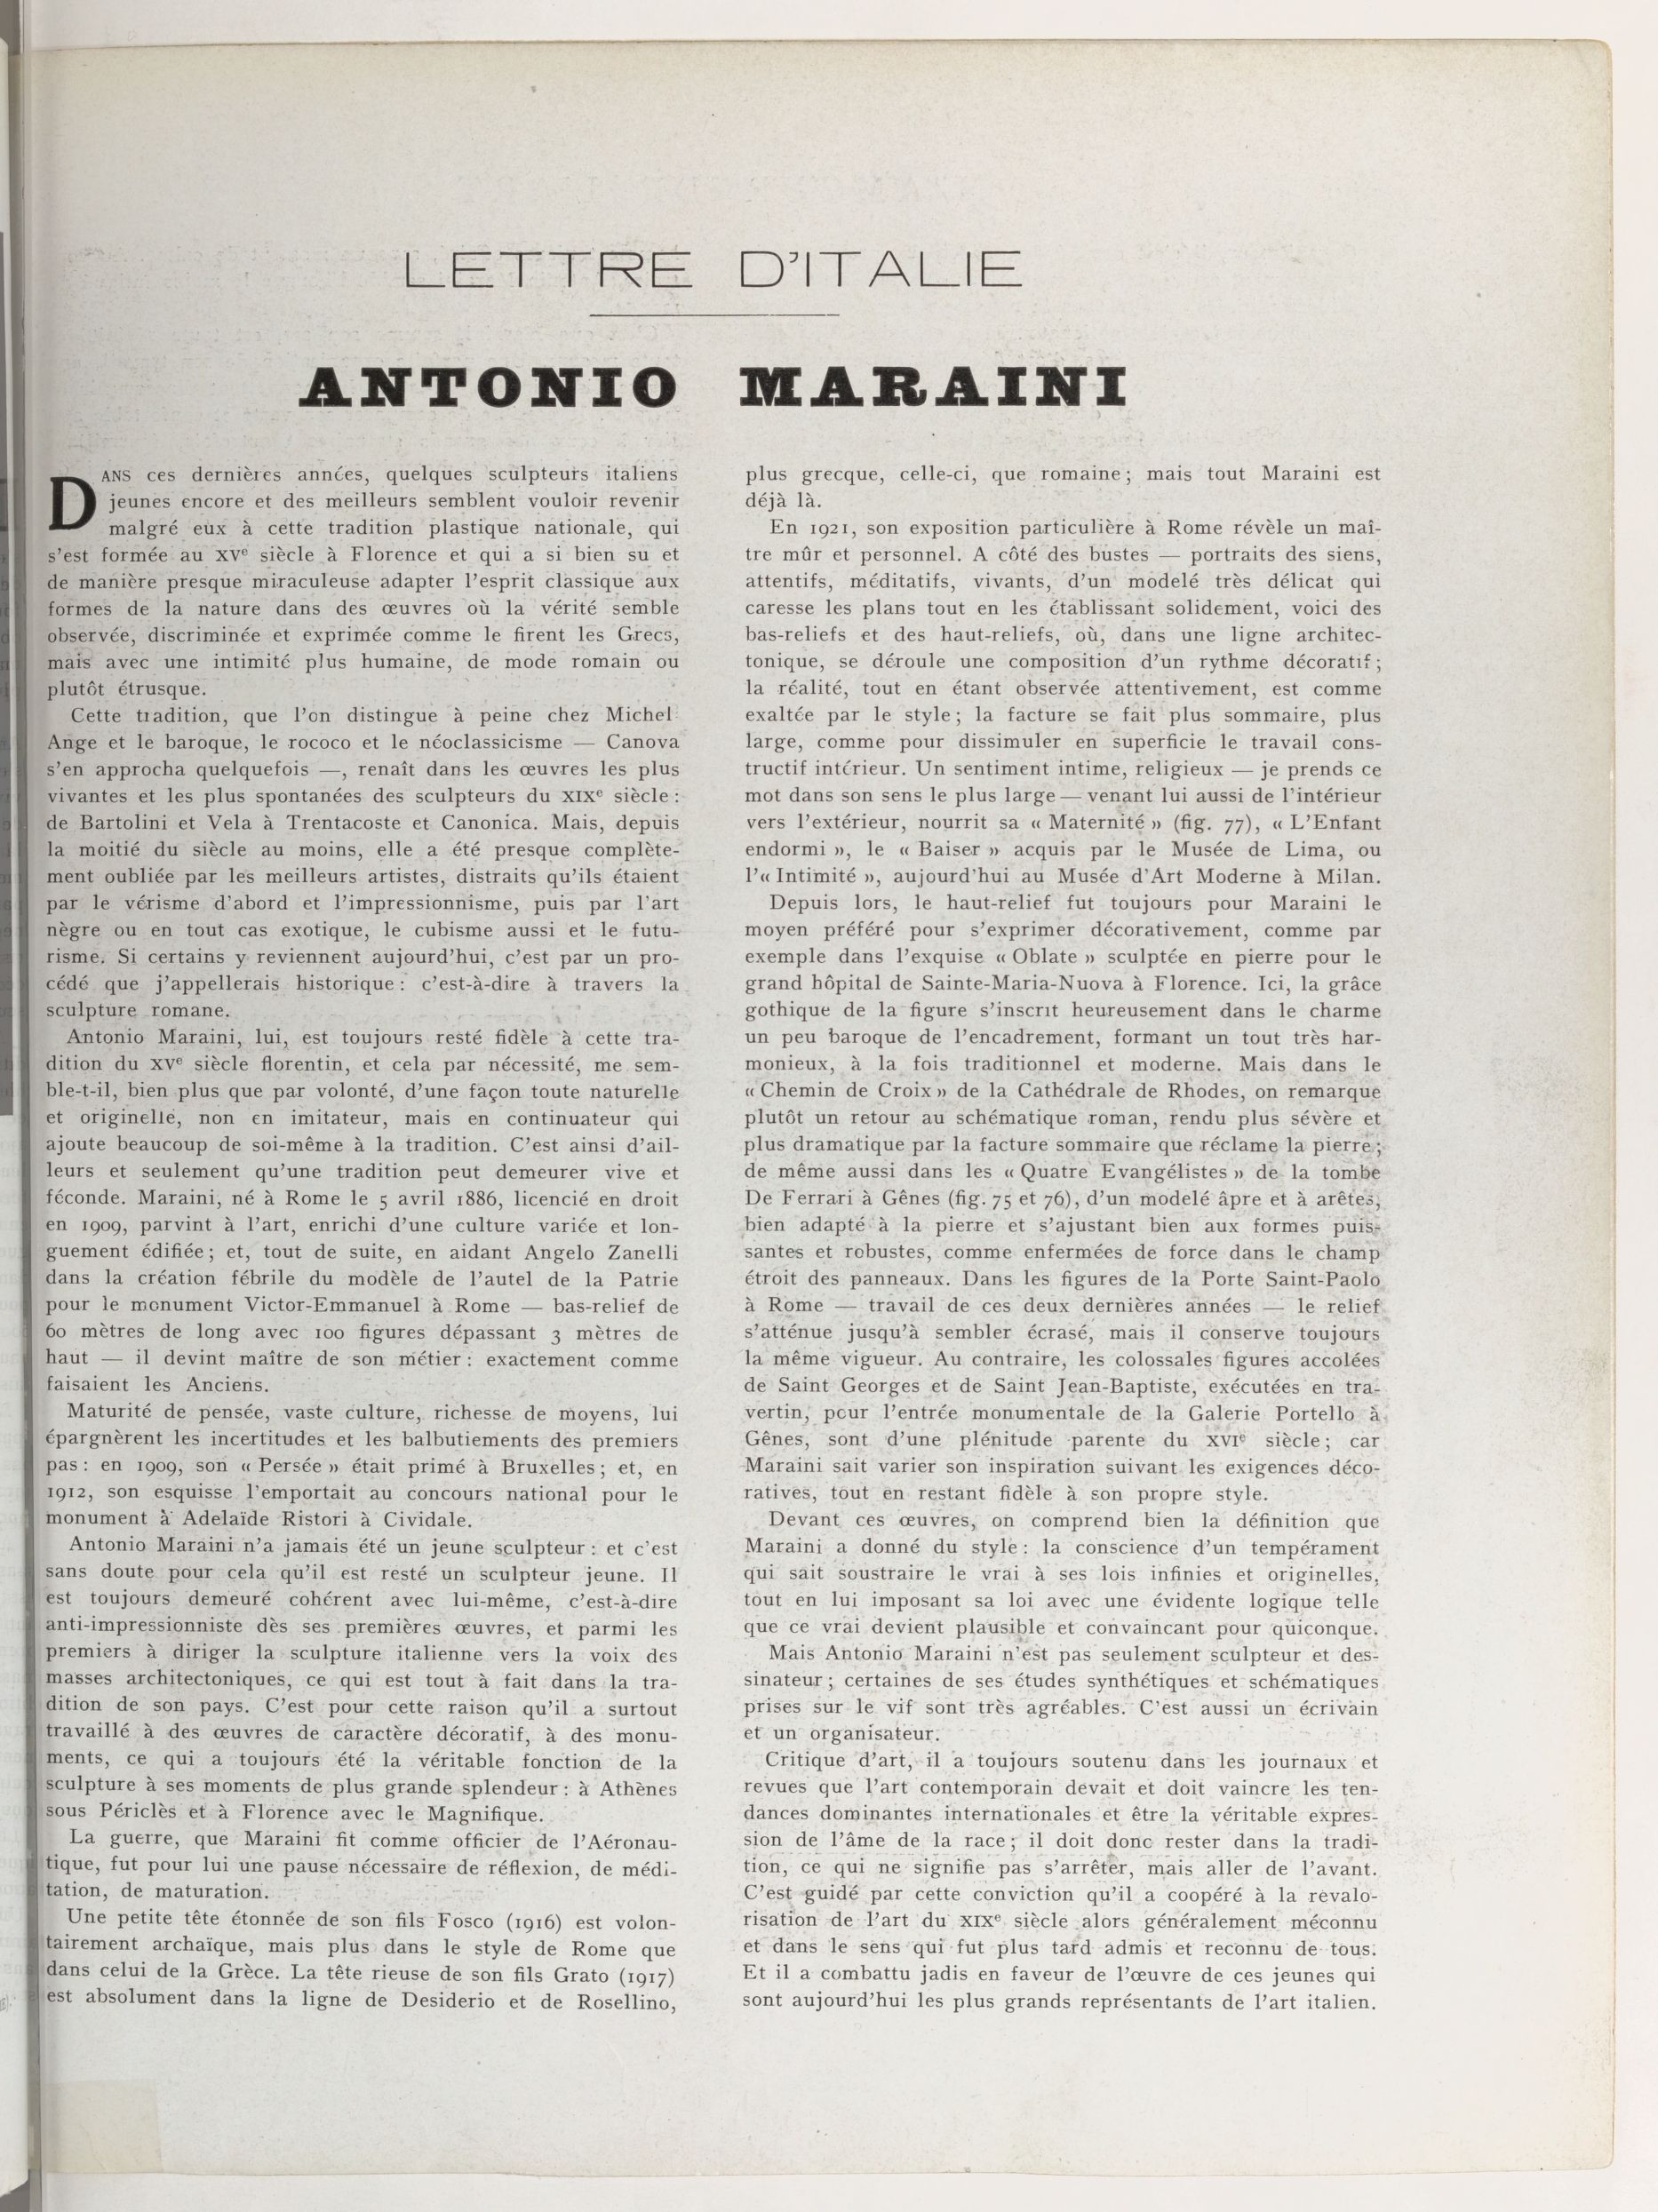 LETTRE D'ITALIE
ANTONIO MARAINI
DANS ces dernières années, quelques sculpteurs italiens
jeunes encore et des meilleurs semblent vouloir revenir
malgré eux à cette tradition plastique nationale, qui
s'est formée au XVe siècle à Florence et qui a si bien su et
de manière presque miraculeuse adapter l'esprit classique aux
formes de la nature dans des œuvres où la vérité semble
observée, discriminée et exprimée comme le firent les Grecs,
mais avec une intimité plus humaine, de mode romain ou
plutôt étrusque.
Cette tradition, que l'on distingue à peine chez Michel
Ange et le baroque, le rococo et le néoclassicisme — Canova
s'en approcha quelquefois —, renaît dans les œuvres les plus
vivantes et les plus spontanées des sculpteurs du XIXe siècle :
de Bartolini et Vela à Trentacoste et Canonica. Mais, depuis
la moitié du siècle au moins, elle a été presque complète-
ment oubliée par les meilleurs artistes, distraits qu'ils étaient
par le vérisme d'abord et l'impressionnisme, puis par l'art
nègre ou en tout cas exotique, le cubisme aussi et le futu-
risme. Si certains y reviennent aujourd'hui, c'est par un pro-
cédé que j'appellerais historique : c'est-à-dire à travers la
sculpture romane.
Antonio Maraini, lui, est toujours resté fidèle à cette tra-
dition du XVe siècle florentin, et cela par nécessité, me sem-
ble-t-il, bien plus que par volonté, d'une façon toute naturelle
et originelle, non en imitateur, mais en continuateur qui
ajoute beaucoup de soi-même à la tradition. C'est ainsi d'ail-
leurs et seulement qu'une tradition peut demeurer vive et
féconde. Maraini, né à Rome le 5 avril 1886, licencié en droit
en 1909, parvint à l'art, enrichi d'une culture variée et lon-
guement édifiée ; et, tout de suite, en aidant Angelo Zanelli
dans la création fébrile du modèle de l'autel de la Patrie
pour le monument Victor-Emmanuel à Rome — bas-relief de
60 mètres de long avec 100 figures dépassant 3 mètres de
haut — il devint maître de son métier : exactement comme
faisaient les Anciens.
Maturité de pensée, vaste culture, richesse de moyens, lui
épargnèrent les incertitudes et les balbutiements des premiers
pas : en 1909, son « Persée » était primé à Bruxelles ; et, en
1912, son esquisse l'emportait au concours national pour le
monument à Adelaïde Ristori à Cividale.
Antonio Maraini n'a jamais été un jeune sculpteur : et c'est
sans doute pour cela qu'il est resté un sculpteur jeune. Il
est toujours demeuré cohérent avec lui-même, c'est-à-dire
anti-impressionniste dès ses premières œuvres, et parmi les
premiers à diriger la sculpture italienne vers la voix des
masses architectoniques, ce qui est tout à fait dans la tra-
dition de son pays. C'est pour cette raison qu'il a surtout
travaillé à des œuvres de caractère décoratif, à des monu-
ments, ce qui a toujours été la véritable fonction de la
sculpture à ses moments de plus grande splendeur : à Athènes
sous Périclès et à Florence avec le Magnifique.
La guerre, que Maraini fit comme officier de l'Aéronau-
tique, fut pour lui une pause nécessaire de réflexion, de médi-
tation, de maturation.
Une petite tête étonnée de son fils Fosco (1916) est volon-
tairement archaïque, mais plus dans le style de Rome que
dans celui de la Grèce. La tête rieuse de son fils Grato (1917)
est absolument dans la ligne de Desiderio et de Rosellino,
plus grecque, celle-ci, que romaine ; mais tout Maraini est
déjà là.
En 1921, son exposition particulière à Rome révèle un maî-
tre mûr et personnel. A côté des bustes — portraits des siens,
attentifs, méditatifs, vivants, d'un modelé très délicat qui
caresse les plans tout en les établissant solidement, voici des
bas-reliefs et des haut-reliefs, où, dans une ligne architec-
tonique, se déroule une composition d'un rythme décoratif ;
la réalité, tout en étant observée attentivement, est comme
exaltée par le style ; la facture se fait plus sommaire, plus
large, comme pour dissimuler en superficie le travail cons-
tructif intérieur. Un sentiment intime, religieux — je prends ce
mot dans son sens le plus large — venant lui aussi de l'intérieur
vers l'extérieur, nourrit sa « Maternité » (fig. 77), « L'Enfant
endormi », le « Baiser » acquis par le Musée de Lima, ou
l'« Intimité », aujourd'hui au Musée d'Art Moderne à Milan.
Depuis lors, le haut-relief fut toujours pour Maraini le
moyen préféré pour s'exprimer décorativement, comme par
exemple dans l'exquise « Oblate » sculptée en pierre pour le
grand hôpital de Sainte-Maria-Nuova à Florence. Ici, la grâce
gothique de la figure s'inscrit heureusement dans le charme
un peu baroque de l'encadrement, formant un tout très har-
monieux, à la fois traditionnel et moderne. Mais dans le
« Chemin de Croix » de la Cathédrale de Rhodes, on remarque
plutôt un retour au schématique roman, rendu plus sévère et
plus dramatique par la facture sommaire que réclame la pierre ;
de même aussi dans les « Quatre Evangélistes » de la tombe
De Ferrari à Gênes (fig. 75 et 76), d'un modelé âpre et à arêtes,
bien adapté à la pierre et s'ajustant bien aux formes puis-
santes et robustes, comme enfermées de force dans le champ
étroit des panneaux. Dans les figures de la Porte Saint-Paolo
à Rome — travail de ces deux dernières années — le relief
s'atténue jusqu'à sembler écrasé, mais il conserve toujours
la même vigueur. Au contraire, les colossales figures accolées
de Saint Georges et de Saint Jean-Baptiste, exécutées en tra-
vertin, pour l'entrée monumentale de la Galerie Portello à
Gênes, sont d'une plénitude parente du XVIe siècle ; car
Maraini sait varier son inspiration suivant les exigences déco-
ratives, tout en restant fidèle à son propre style.
Devant ces œuvres, on comprend bien la définition que
Maraini a donné du style : la conscience d'un tempérament
qui sait soustraire le vrai à ses lois infinies et originelles,
tout en lui imposant sa loi avec une évidente logique telle
que ce vrai devient plausible et convaincant pour quiconque.
Mais Antonio Maraini n'est pas seulement sculpteur et des-
sinateur ; certaines de ses études synthétiques et schématiques
prises sur le vif sont très agréables. C'est aussi un écrivain
et un organisateur.
Critique d'art, il a toujours soutenu dans les journaux et
revues que l'art contemporain devait et doit vaincre les ten-
dances dominantes internationales et être la véritable expres-
sion de l'âme de la race ; il doit donc rester dans la tradi-
tion, ce qui ne signifie pas s'arrêter, mais aller de l'avant.
C'est guidé par cette conviction qu'il a coopéré à la revalo-
risation de l'art du XIXe siècle alors généralement méconnu
et dans le sens qui fut plus tard admis et reconnu de tous.
Et il a combattu jadis en faveur de l'œuvre de ces jeunes qui
sont aujourd'hui les plus grands représentants de l'art italien.